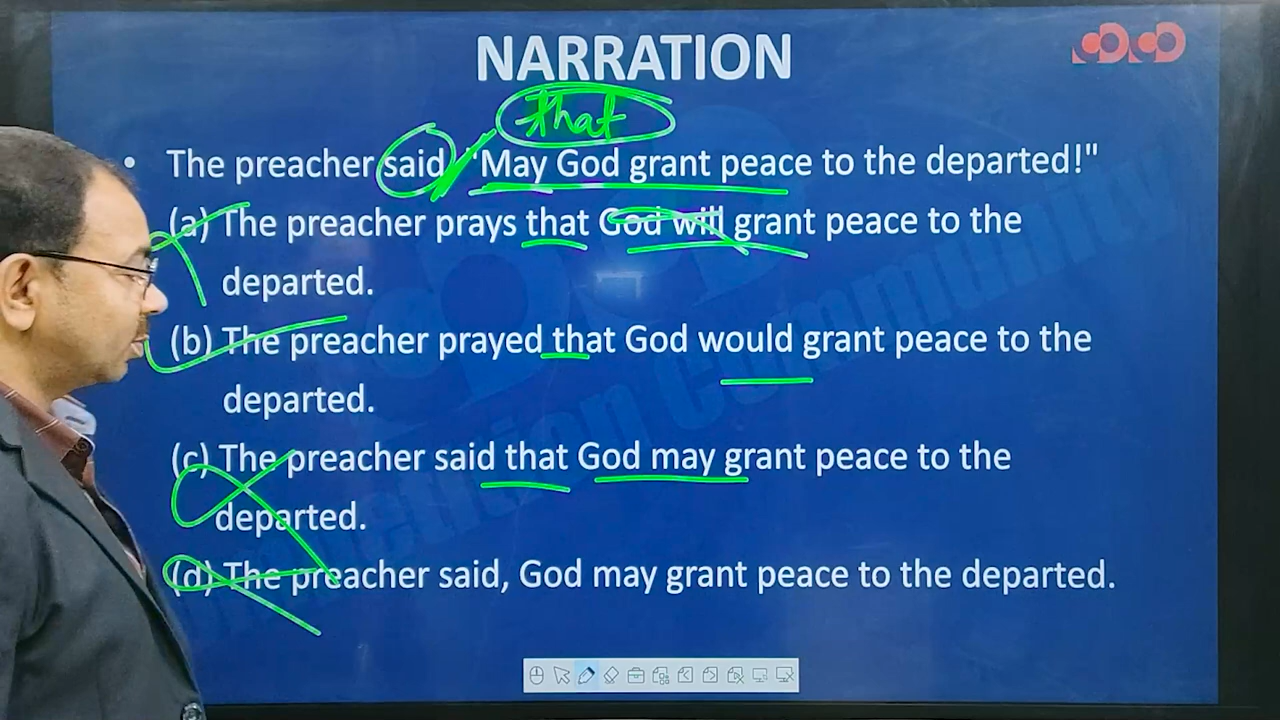 NARRATION
that
• The preacher said, "May God grant peace to the departed!"
(a) The preacher prays that God will grant peace to the
departed.
(b) The preacher prayed that God would grant peace to the
departed.
(c) The preacher said that God may grant peace to the
departed.
(d) The preacher said, God may grant peace to the departed.